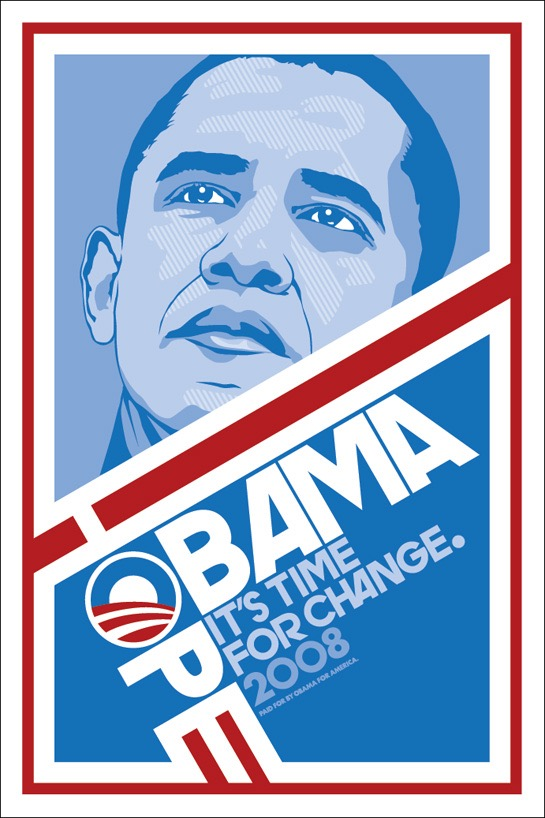 OBAMA
HOPE
IT'S TIME
FOR CHANGE.
2008
PAID FOR BY OBAMA FOR AMERICA.